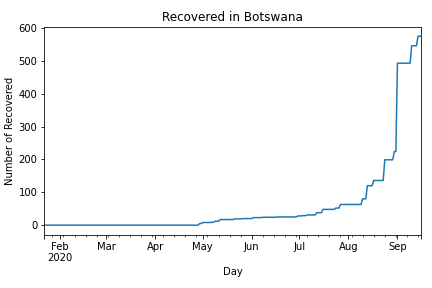 Recovered in Botswana
Number of Recovered
600
500
400
300
200
100
0
Feb Mar Apr May Jun Jul Aug Sep
2020
Day